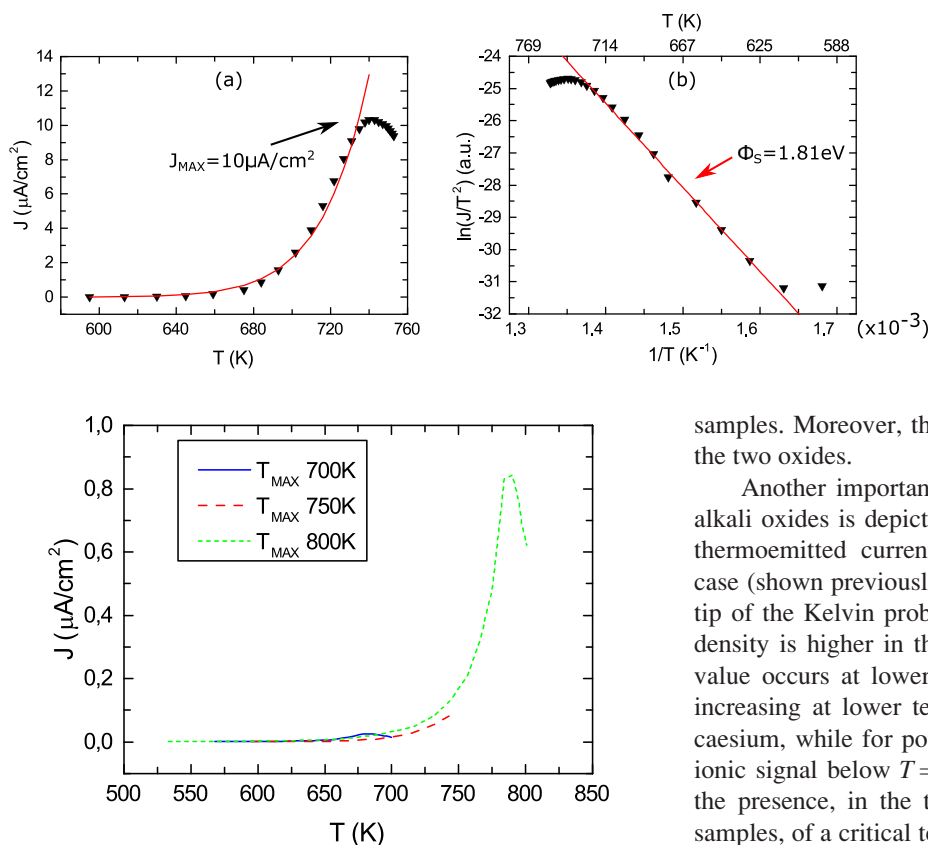 (a)
J_MAX=10μA/cm²
J (μA/cm²)
14
12
10
8
6
4
2
0
600 640 680 720 760
T (K)
T (K)
769 714 667 625 588
(b)
Φ_S=1.81eV
ln(J/T²) (a.u.)
-24
-25
-26
-27
-28
-29
-30
-31
-32
1,3 1,4 1,5 1,6 1,7 (x10⁻³)
1/T (K⁻¹)
J (μA/cm²)
1,0
0,8
0,6
0,4
0,2
0,0
T_MAX 700K
T_MAX 750K
T_MAX 800K
500 550 600 650 700 750 800 850
T (K)
samples. Moreover, th
the two oxides.
Another importan
alkali oxides is depict
thermoemitted curren
case (shown previousl
tip of the Kelvin prob
density is higher in th
value occurs at lower
increasing at lower te
caesium, while for po
ionic signal below T =
the presence, in the t
samples, of a critical te